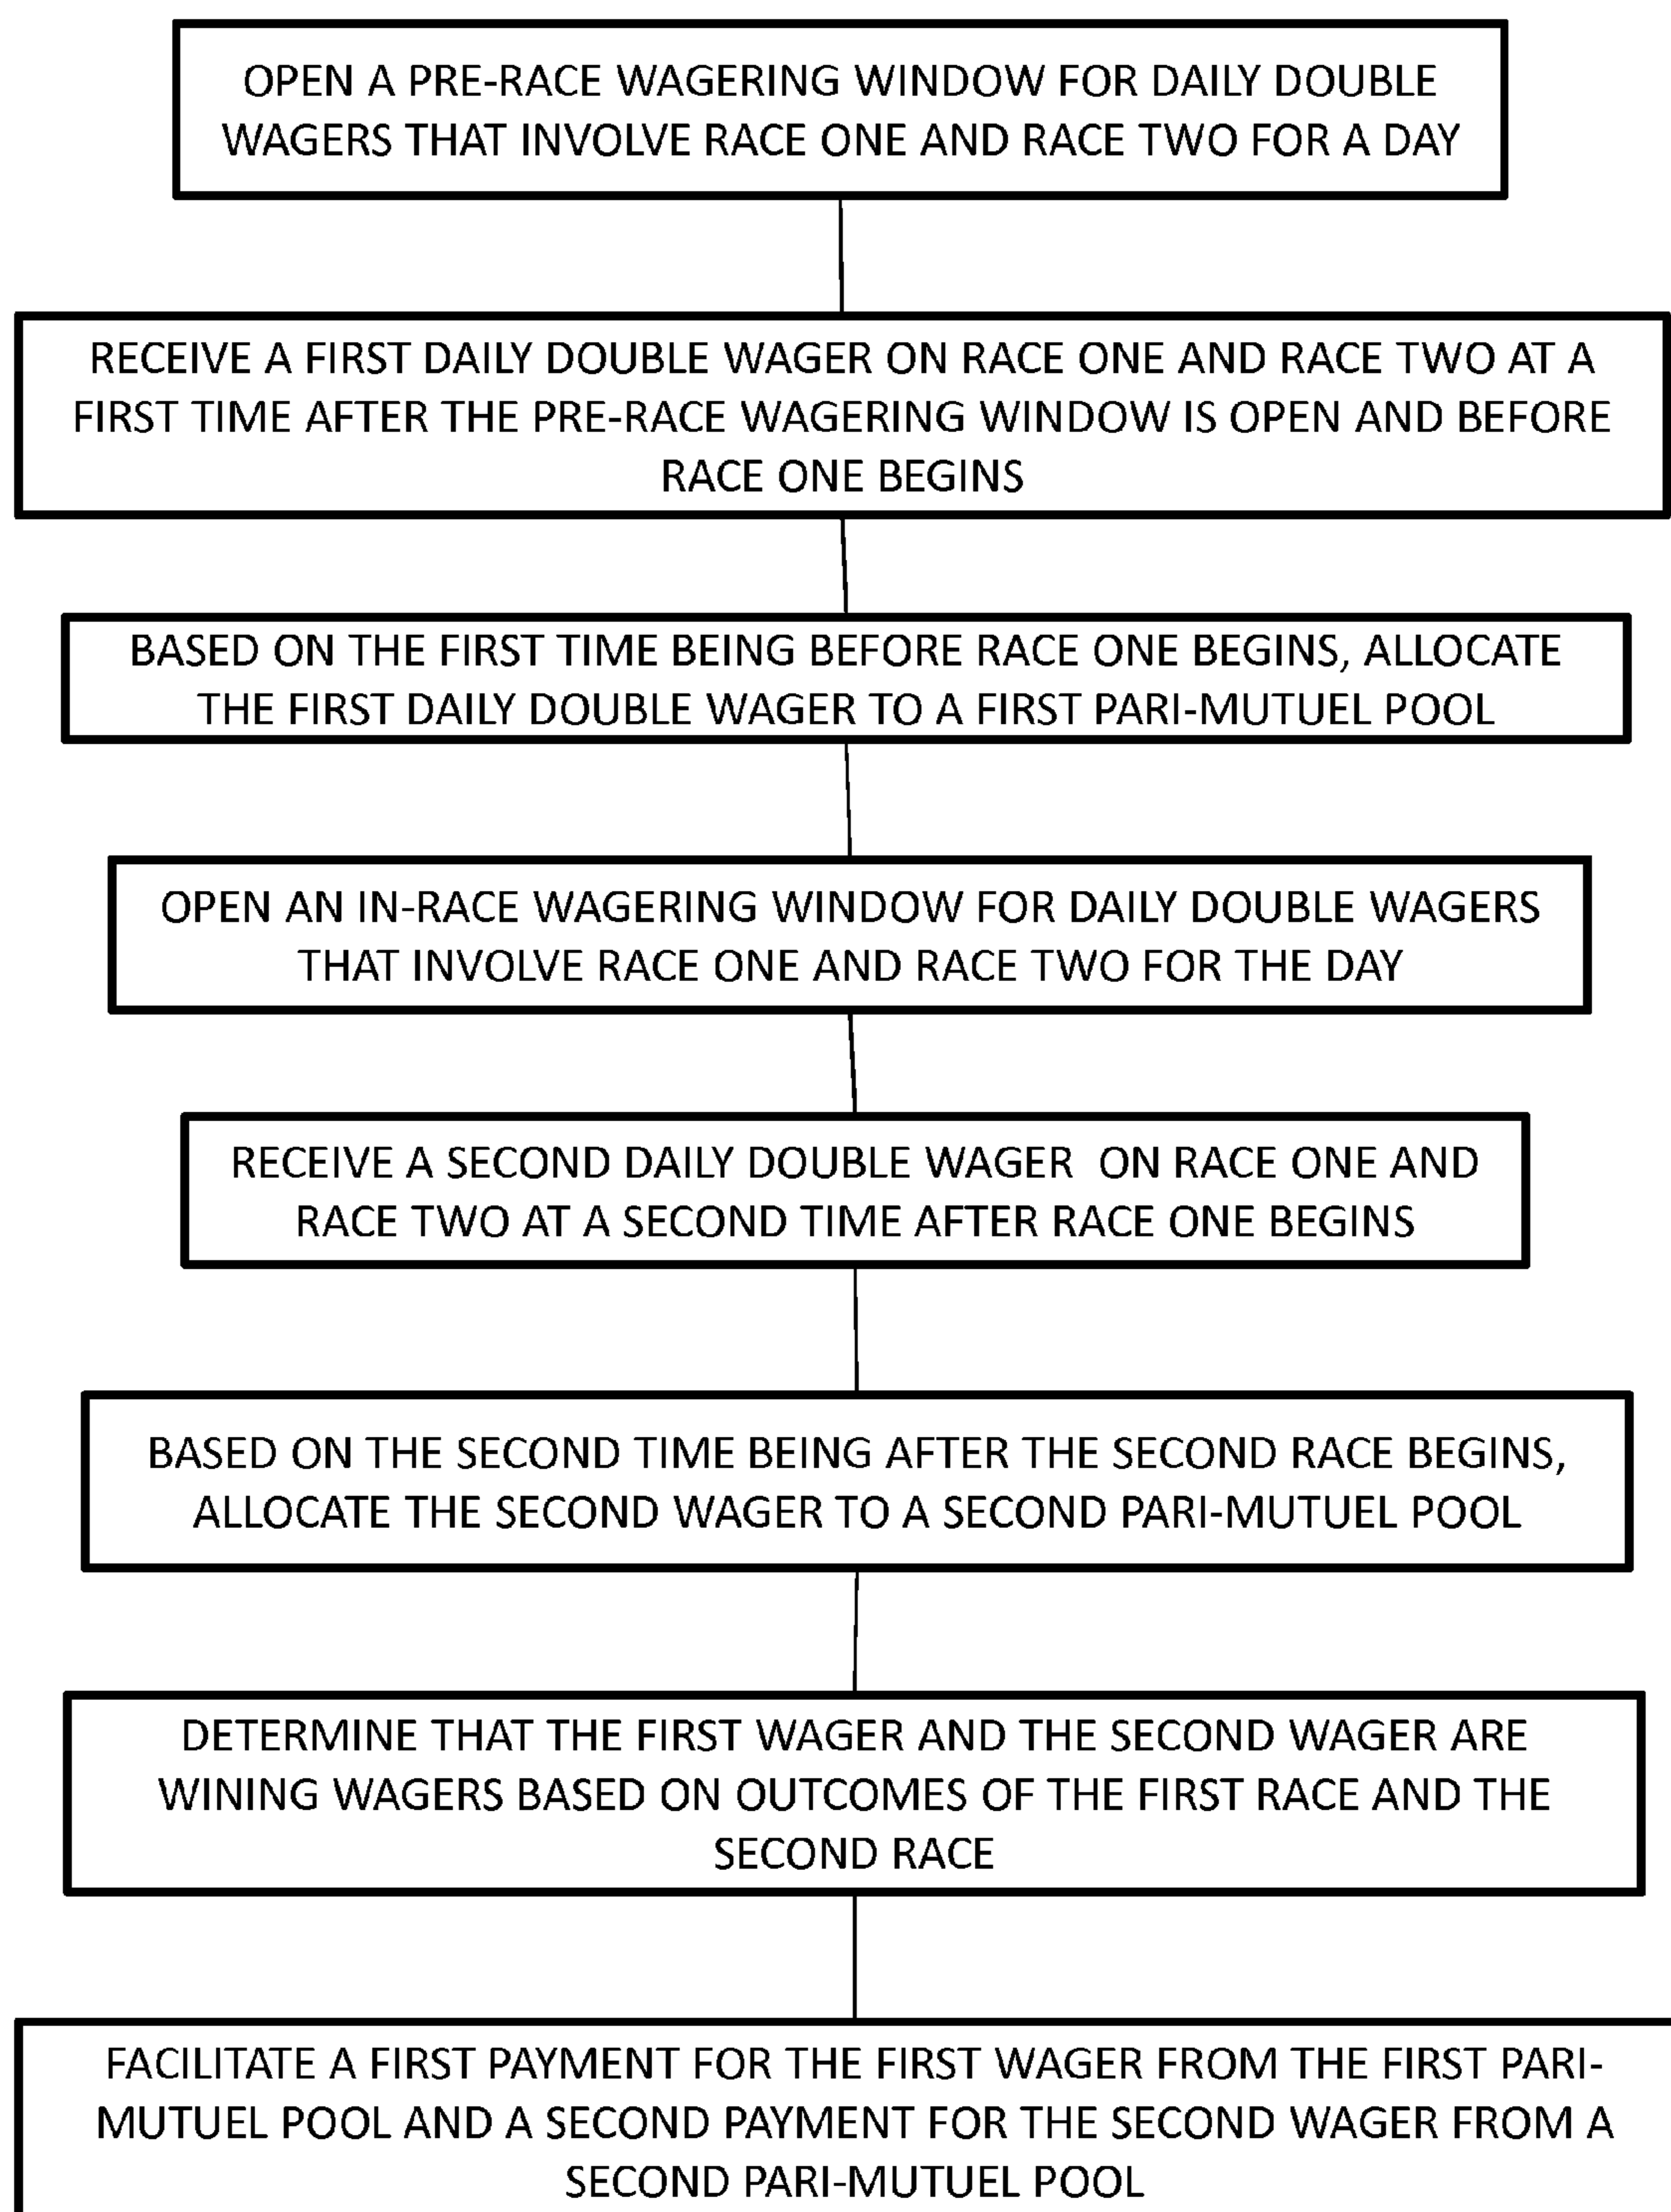 OPEN A PRE-RACE WAGERING WINDOW FOR DAILY DOUBLE
WAGERS THAT INVOLVE RACE ONE AND RACE TWO FOR A DAY
RECEIVE A FIRST DAILY DOUBLE WAGER ON RACE ONE AND RACE TWO AT A
FIRST TIME AFTER THE PRE-RACE WAGERING WINDOW IS OPEN AND BEFORE
RACE ONE BEGINS
BASED ON THE FIRST TIME BEING BEFORE RACE ONE BEGINS, ALLOCATE
THE FIRST DAILY DOUBLE WAGER TO A FIRST PARI-MUTUEL POOL
OPEN AN IN-RACE WAGERING WINDOW FOR DAILY DOUBLE WAGERS
THAT INVOLVE RACE ONE AND RACE TWO FOR THE DAY
RECEIVE A SECOND DAILY DOUBLE WAGER  ON RACE ONE AND
RACE TWO AT A SECOND TIME AFTER RACE ONE BEGINS
BASED ON THE SECOND TIME BEING AFTER THE SECOND RACE BEGINS,
ALLOCATE THE SECOND WAGER TO A SECOND PARI-MUTUEL POOL
DETERMINE THAT THE FIRST WAGER AND THE SECOND WAGER ARE
WINING WAGERS BASED ON OUTCOMES OF THE FIRST RACE AND THE
SECOND RACE
FACILITATE A FIRST PAYMENT FOR THE FIRST WAGER FROM THE FIRST PARI-
MUTUEL POOL AND A SECOND PAYMENT FOR THE SECOND WAGER FROM A
SECOND PARI-MUTUEL POOL